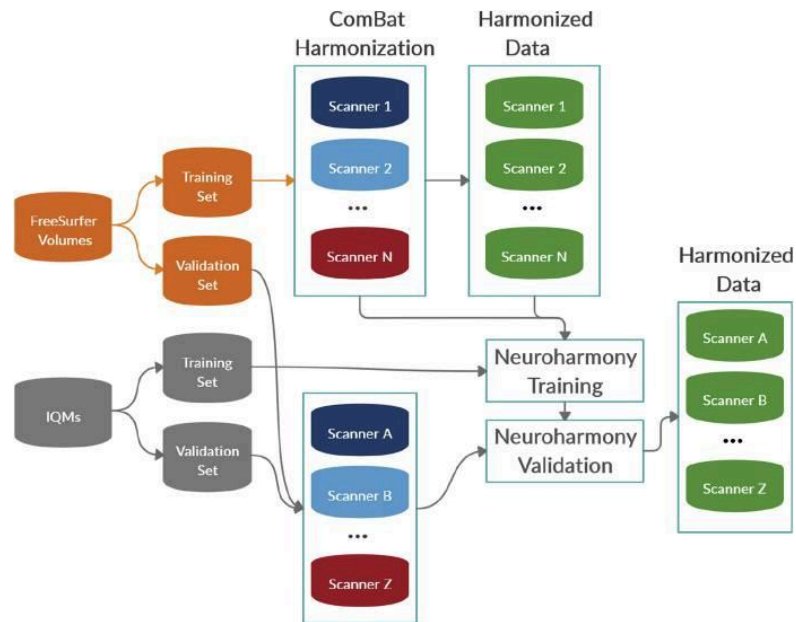 ComBat
Harmonization
Harmonized
Data
Scanner 1
Scanner 2
...
Scanner N
Scanner 1
Scanner 2
...
Scanner N
FreeSurfer
Volumes
Training
Set
Validation
Set
IQMs
Training
Set
Validation
Set
Scanner A
Scanner B
...
Scanner Z
Neuroharmony
Training
Neuroharmony
Validation
Harmonized
Data
Scanner A
Scanner B
...
Scanner Z